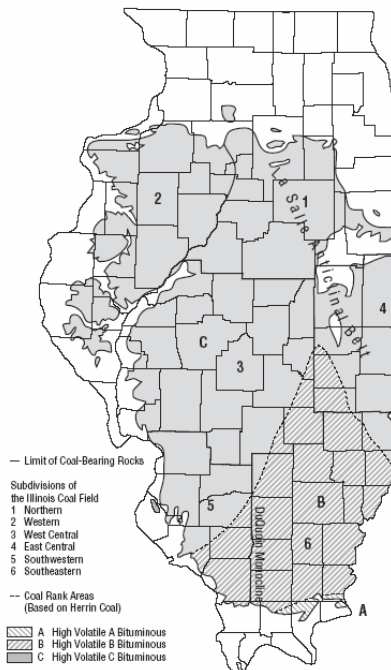 2
1
La Salle Anticlinal Belt
4
C
3
— Limit of Coal-Bearing Rocks
Subdivisions of
the Illinois Coal Field
1 Northern
2 Western
3 West Central
4 East Central
5 Southwestern
6 Southeastern
5
DuQuoin Monocline
B
6
--- Coal Rank Areas
(Based on Herrin Coal)
A
A High Volatile A Bituminous
B High Volatile B Bituminous
C High Volatile C Bituminous